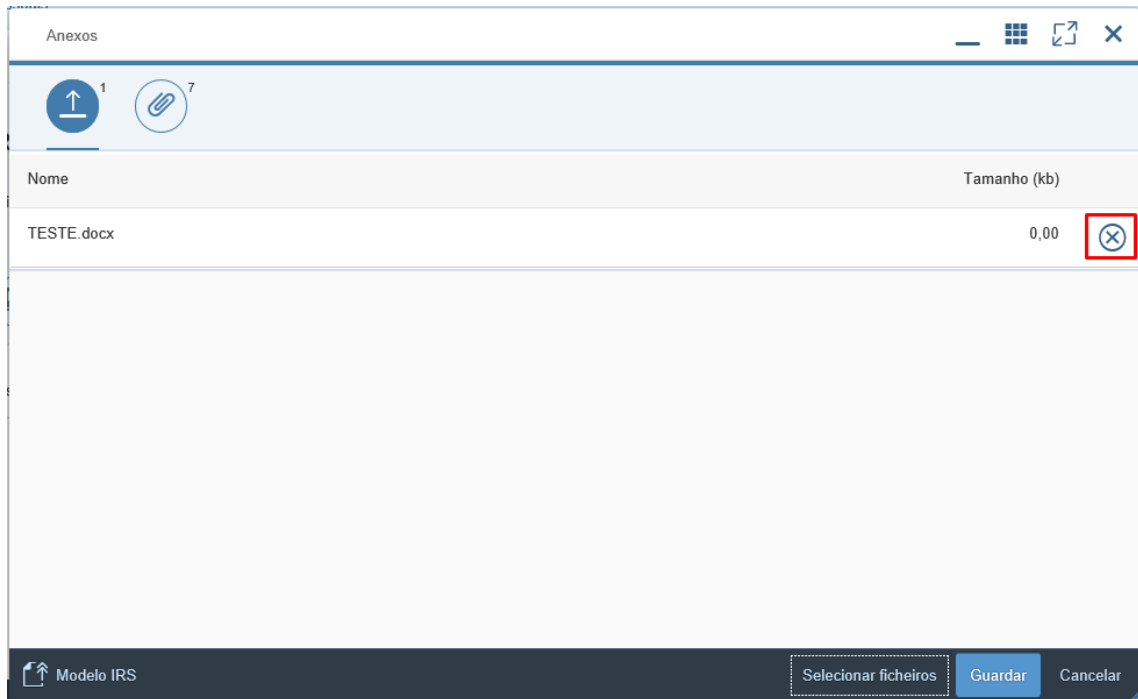 Anexos
1
7
Nome Tamanho (kb)
TESTE.docx 0,00
Modelo IRS Selecionar ficheiros Guardar Cancelar